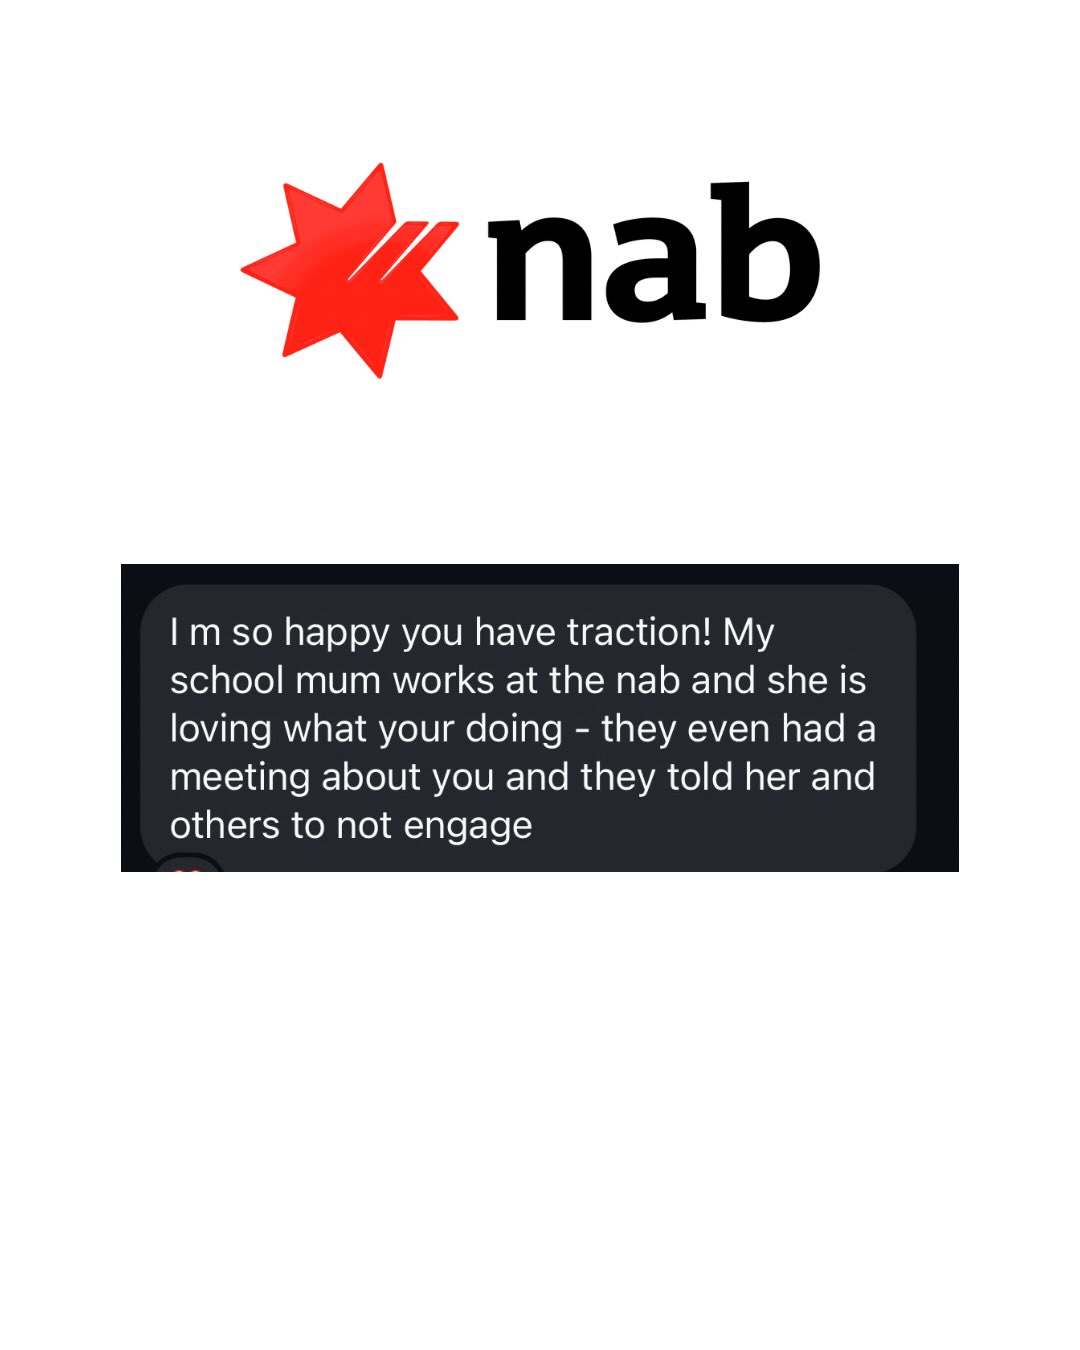 nab
I m so happy you have traction! My
school mum works at the nab and she is
loving what your doing - they even had a
meeting about you and they told her and
others to not engage